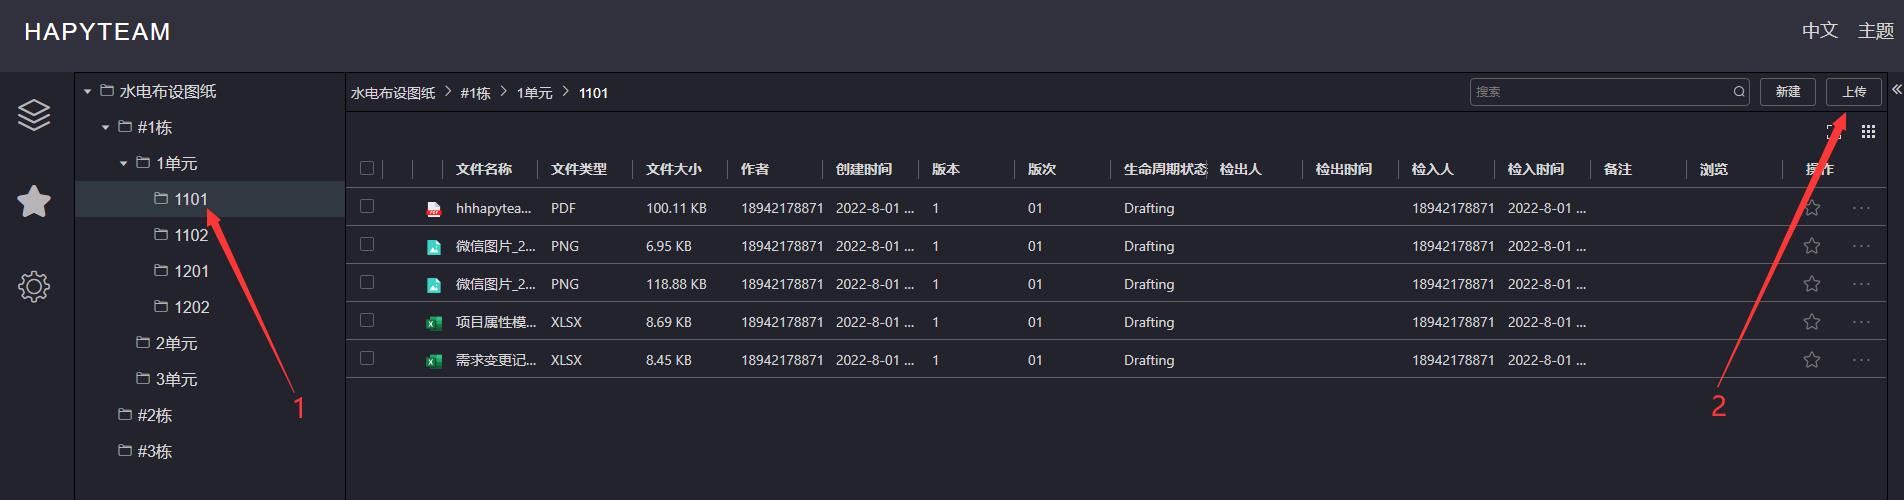 HAPYTEAM
中文 主题
水电布设图纸
#1栋
1单元
1101
1102
1201
1202
2单元
3单元
#2栋
#3栋
1
水电布设图纸 > #1栋 > 1单元 > 1101
搜索 新建 上传
文件名称 文件类型 文件大小 作者 创建时间 版本 版次 生命周期状态 检出人 检出时间 检入人 检入时间 备注 浏览 操作
hhhapytea... PDF 100.11 KB 18942178871 2022-8-01 ... 1 01 Drafting 18942178871 2022-8-01 ...
微信图片_2... PNG 6.95 KB 18942178871 2022-8-01 ... 1 01 Drafting 18942178871 2022-8-01 ...
微信图片_2... PNG 118.88 KB 18942178871 2022-8-01 ... 1 01 Drafting 18942178871 2022-8-01 ...
项目属性模... XLSX 8.69 KB 18942178871 2022-8-01 ... 1 01 Drafting 18942178871 2022-8-01 ...
需求变更记... XLSX 8.45 KB 18942178871 2022-8-01 ... 1 01 Drafting 18942178871 2022-8-01 ...
2